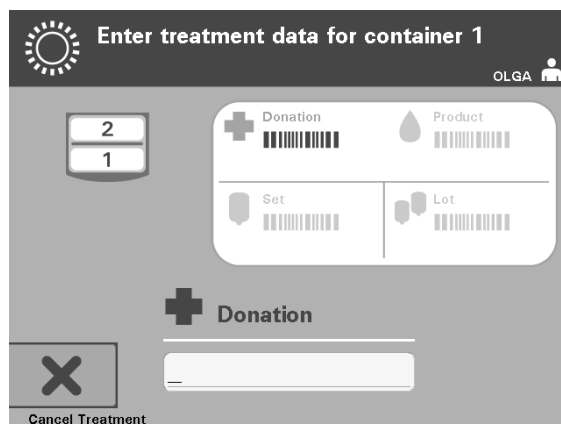 Enter treatment data for container 1
OLGA
2
1
Donation
Product
Set
Lot
Donation
_
Cancel Treatment